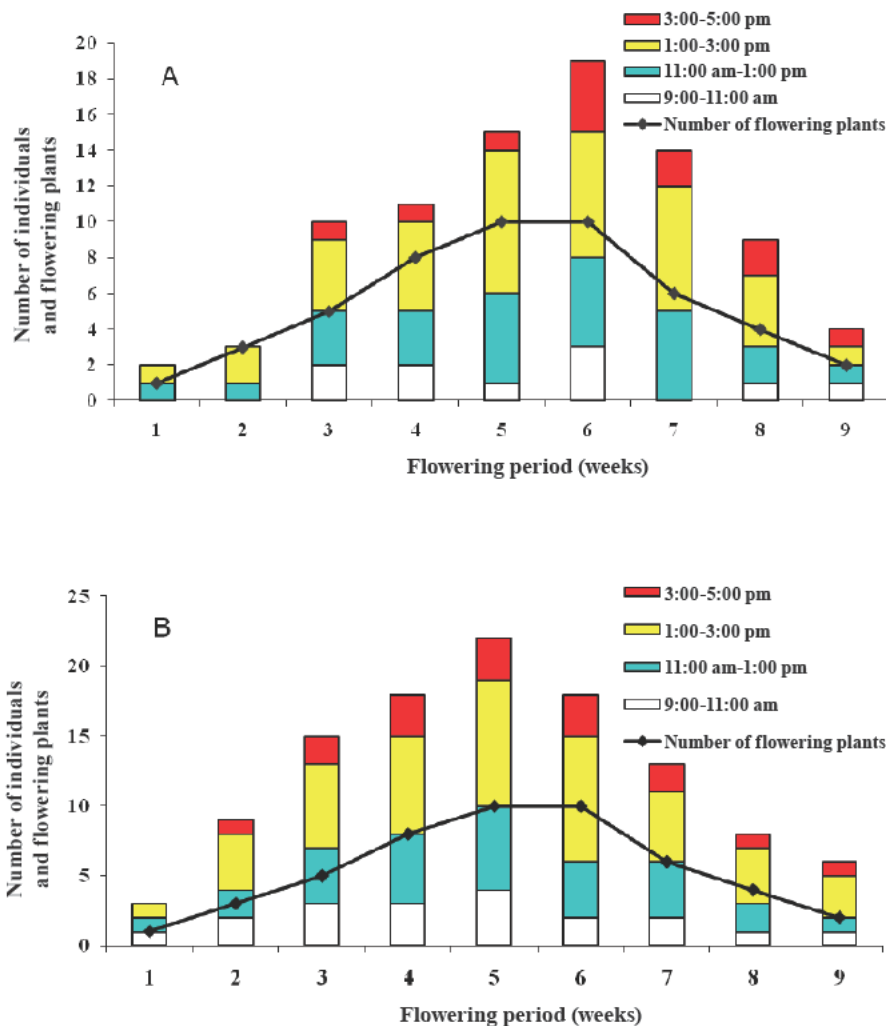 3:00-5:00 pm
1:00-3:00 pm
11:00 am-1:00 pm
9:00-11:00 am
Number of flowering plants
A
20
18
16
14
12
10
8
6
4
2
0
Number of individuals
and flowering plants
1 2 3 4 5 6 7 8 9
Flowering period (weeks)
3:00-5:00 pm
1:00-3:00 pm
11:00 am-1:00 pm
9:00-11:00 am
Number of flowering plants
B
25
20
15
10
5
0
Number of individuals
and flowering plants
1 2 3 4 5 6 7 8 9
Flowering period (weeks)